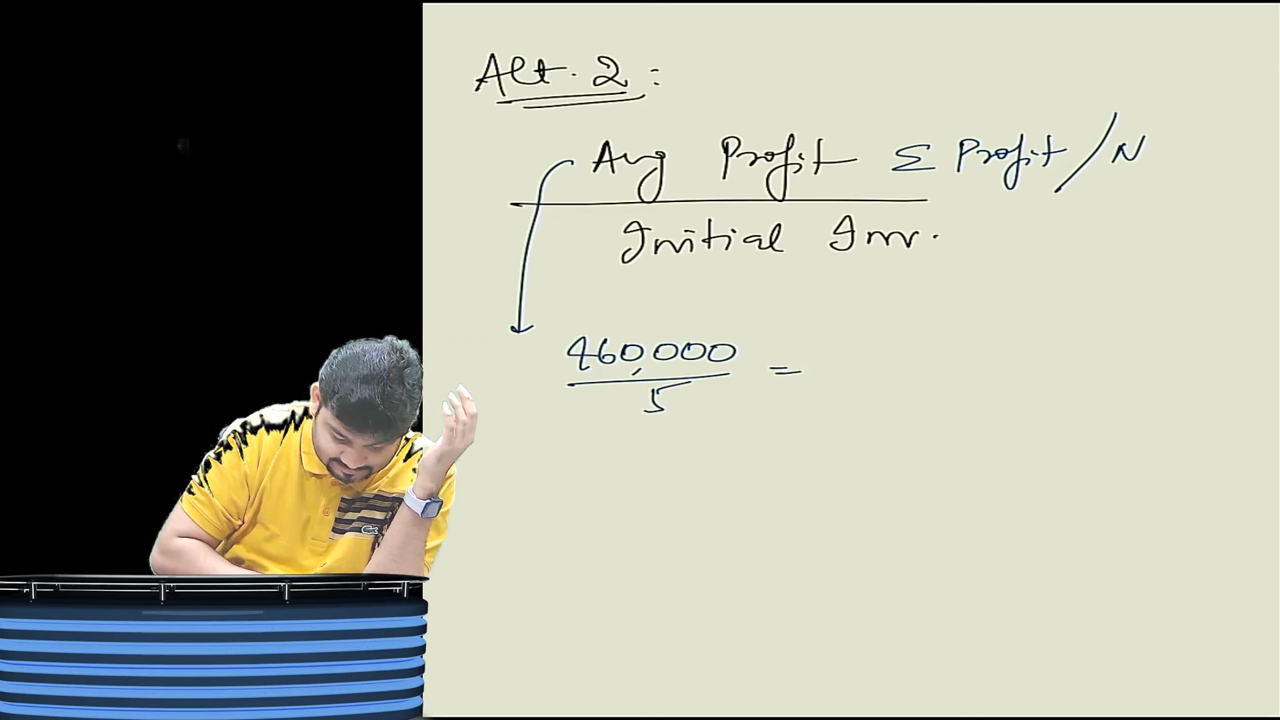 Alt. 2 :
Avg Profit Σ Profit / N
Initial Inv.
460,000 =
5